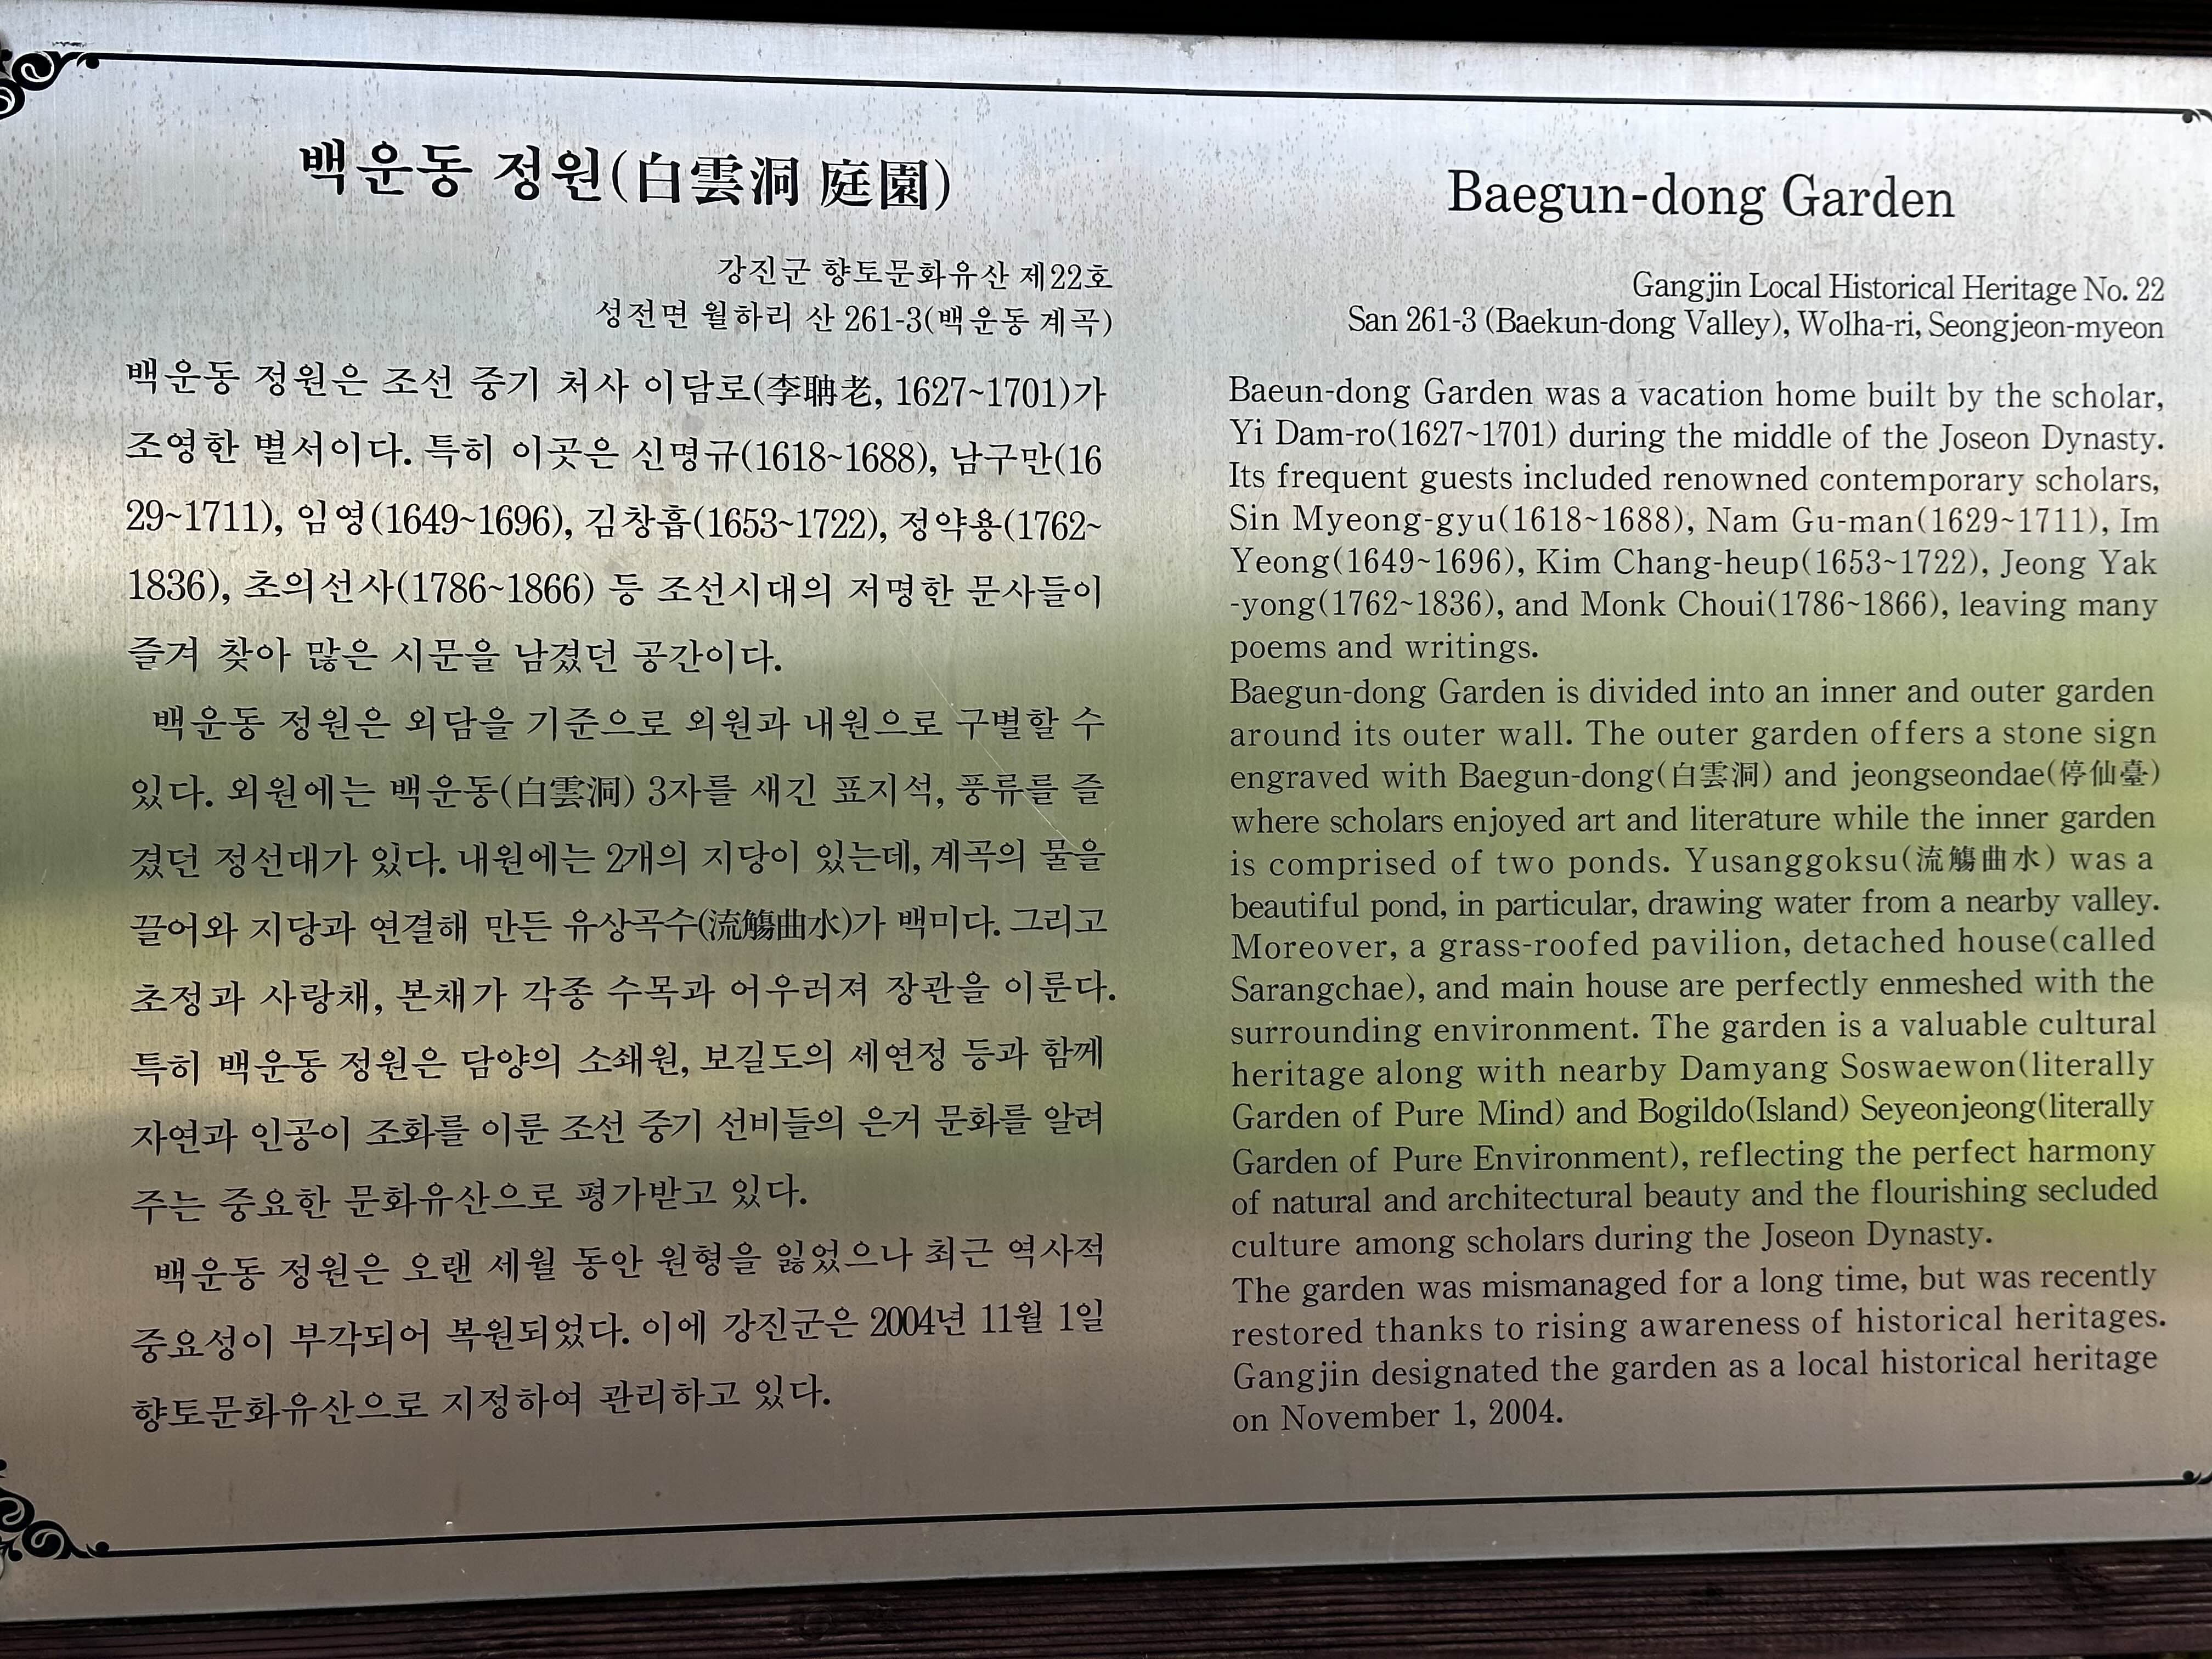 백운동 정원(白雲洞 庭園)
강진군 향토문화유산 제22호
성전면 월하리 산 261-3(백운동 계곡)
백운동 정원은 조선 중기 처사 이담로(李聃老, 1627~1701)가
조영한 별서이다. 특히 이곳은 신명규(1618~1688), 남구만(16
29~1711), 임영(1649~1696), 김창흡(1653~1722), 정약용(1762~
1836), 초의선사(1786~1866) 등 조선시대의 저명한 문사들이
즐겨 찾아 많은 시문을 남겼던 공간이다.
백운동 정원은 외담을 기준으로 외원과 내원으로 구별할 수
있다. 외원에는 백운동(白雲洞) 3자를 새긴 표지석, 풍류를 즐
겼던 정선대가 있다. 내원에는 2개의 지당이 있는데, 계곡의 물을
끌어와 지당과 연결해 만든 유상곡수(流觴曲水)가 백미다. 그리고
초정과 사랑채, 본채가 각종 수목과 어우러져 장관을 이룬다.
특히 백운동 정원은 담양의 소쇄원, 보길도의 세연정 등과 함께
자연과 인공이 조화를 이룬 조선 중기 선비들의 은거 문화를 알려
주는 중요한 문화유산으로 평가받고 있다.
백운동 정원은 오랜 세월 동안 원형을 잃었으나 최근 역사적
중요성이 부각되어 복원되었다. 이에 강진군은 2004년 11월 1일
향토문화유산으로 지정하여 관리하고 있다.
Baegun-dong Garden
Gangjin Local Historical Heritage No. 22
San 261-3 (Baekun-dong Valley), Wolha-ri, Seongjeon-myeon
Baeun-dong Garden was a vacation home built by the scholar,
Yi Dam-ro(1627~1701) during the middle of the Joseon Dynasty.
Its frequent guests included renowned contemporary scholars,
Sin Myeong-gyu(1618~1688), Nam Gu-man(1629~1711), Im
Yeong(1649~1696), Kim Chang-heup(1653~1722), Jeong Yak
-yong(1762~1836), and Monk Choui(1786~1866), leaving many
poems and writings.
Baegun-dong Garden is divided into an inner and outer garden
around its outer wall. The outer garden offers a stone sign
engraved with Baegun-dong(白雲洞) and jeongseondae(停仙臺)
where scholars enjoyed art and literature while the inner garden
is comprised of two ponds. Yusanggoksu(流觴曲水) was a
beautiful pond, in particular, drawing water from a nearby valley.
Moreover, a grass-roofed pavilion, detached house(called
Sarangchae), and main house are perfectly enmeshed with the
surrounding environment. The garden is a valuable cultural
heritage along with nearby Damyang Soswaewon(literally
Garden of Pure Mind) and Bogildo(Island) Seyeonjeong(literally
Garden of Pure Environment), reflecting the perfect harmony
of natural and architectural beauty and the flourishing secluded
culture among scholars during the Joseon Dynasty.
The garden was mismanaged for a long time, but was recently
restored thanks to rising awareness of historical heritages.
Gangjin designated the garden as a local historical heritage
on November 1, 2004.